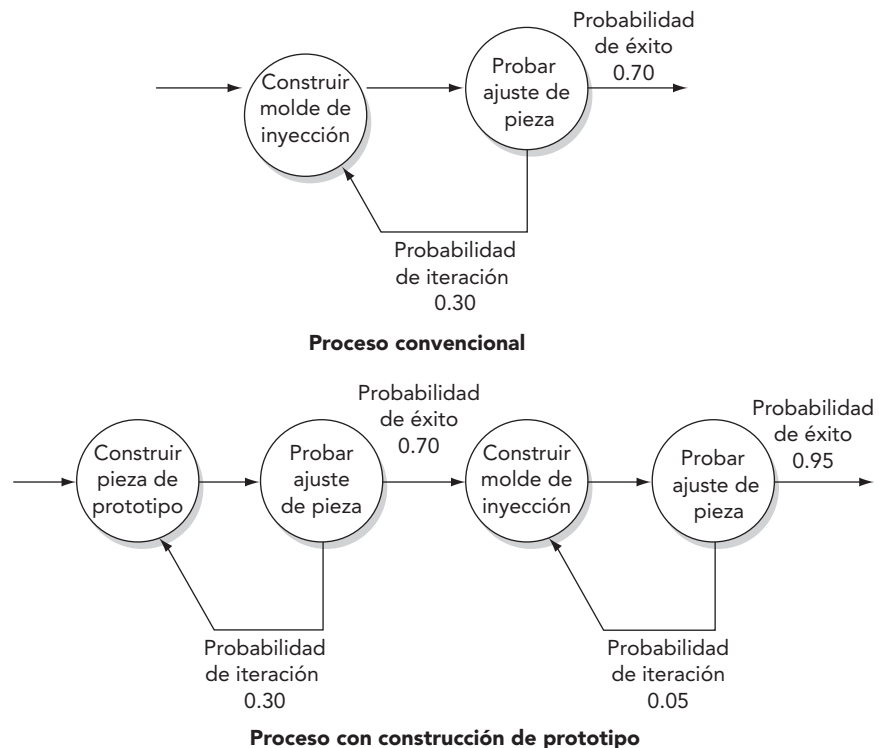 Probabilidad
de éxito
0.70
Construir
molde de
inyección
Probar
ajuste de
pieza
Probabilidad
de iteración
0.30
Proceso convencional
Probabilidad
de éxito
0.70
Probabilidad
de éxito
0.95
Construir
pieza de
prototipo
Probar
ajuste
de pieza
Construir
molde de
inyección
Probar
ajuste de
pieza
Probabilidad
de iteración
0.30
Probabilidad
de iteración
0.05
Proceso con construcción de prototipo